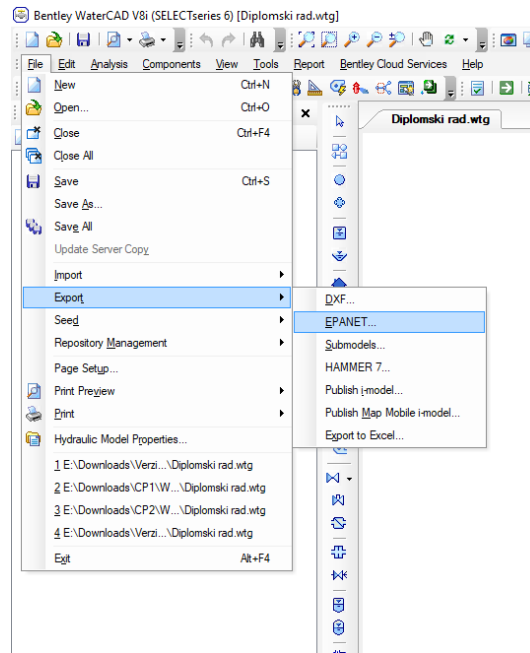 Bentley WaterCAD V8i (SELECTseries 6) [Diplomski rad.wtg]
File Edit Analysis Components View Tools Report Bentley Cloud Services Help
Diplomski rad.wtg
New Ctrl+N
Open... Ctrl+O
Close Ctrl+F4
Close All
Save Ctrl+S
Save As...
Save All
Update Server Copy
Import
Export
Seed
Repository Management
Page Setup...
Print Preview
Print
Hydraulic Model Properties...
1 E:\Downloads\Verzi...\Diplomski rad.wtg
2 E:\Downloads\CP1\W...\Diplomski rad.wtg
3 E:\Downloads\CP2\W...\Diplomski rad.wtg
4 E:\Downloads\Verzi...\Diplomski rad.wtg
Exit Alt+F4
DXF...
EPANET...
Submodels...
HAMMER 7...
Publish i-model...
Publish Map Mobile i-model...
Export to Excel...